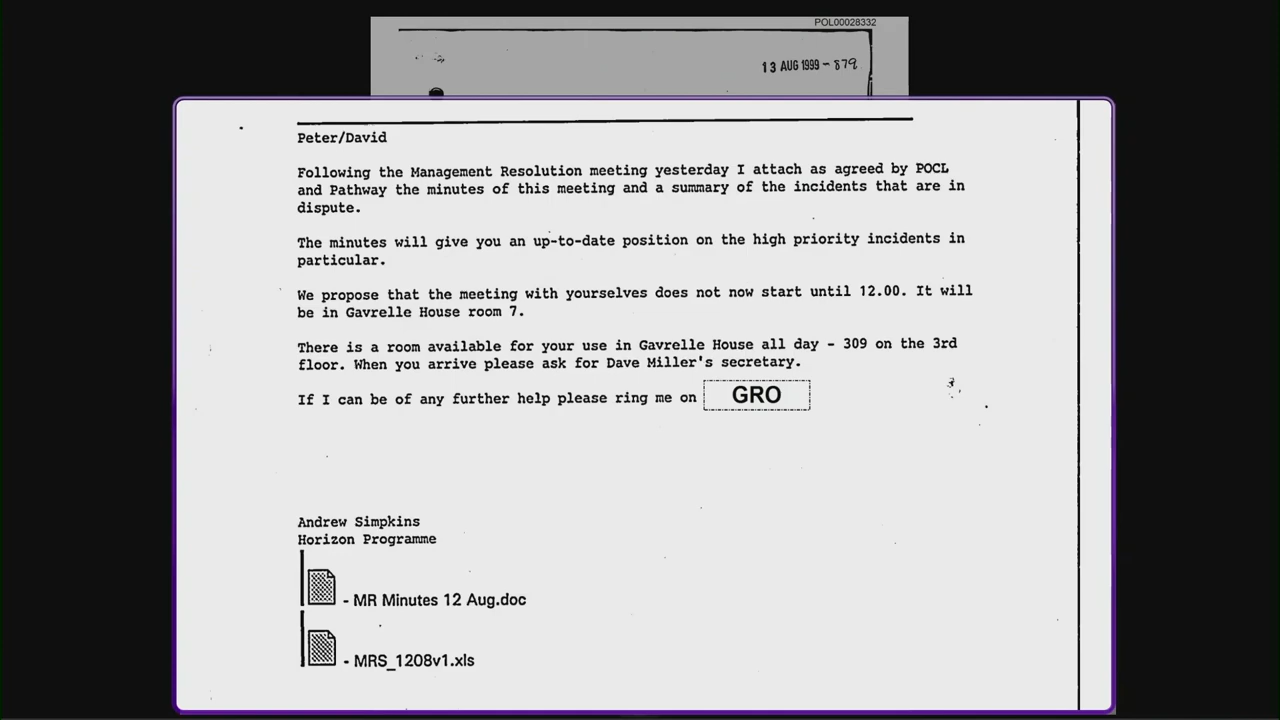 POL00028332
13 AUG 1999 - 879
Peter/David
Following the Management Resolution meeting yesterday I attach as agreed by POCL
and Pathway the minutes of this meeting and a summary of the incidents that are in
dispute.
The minutes will give you an up-to-date position on the high priority incidents in
particular.
We propose that the meeting with yourselves does not now start until 12.00. It will
be in Gavrelle House room 7.
There is a room available for your use in Gavrelle House all day - 309 on the 3rd
floor. When you arrive please ask for Dave Miller's secretary.
If I can be of any further help please ring me on GRO
Andrew Simpkins
Horizon Programme
- MR Minutes 12 Aug.doc
- MRS_1208v1.xls